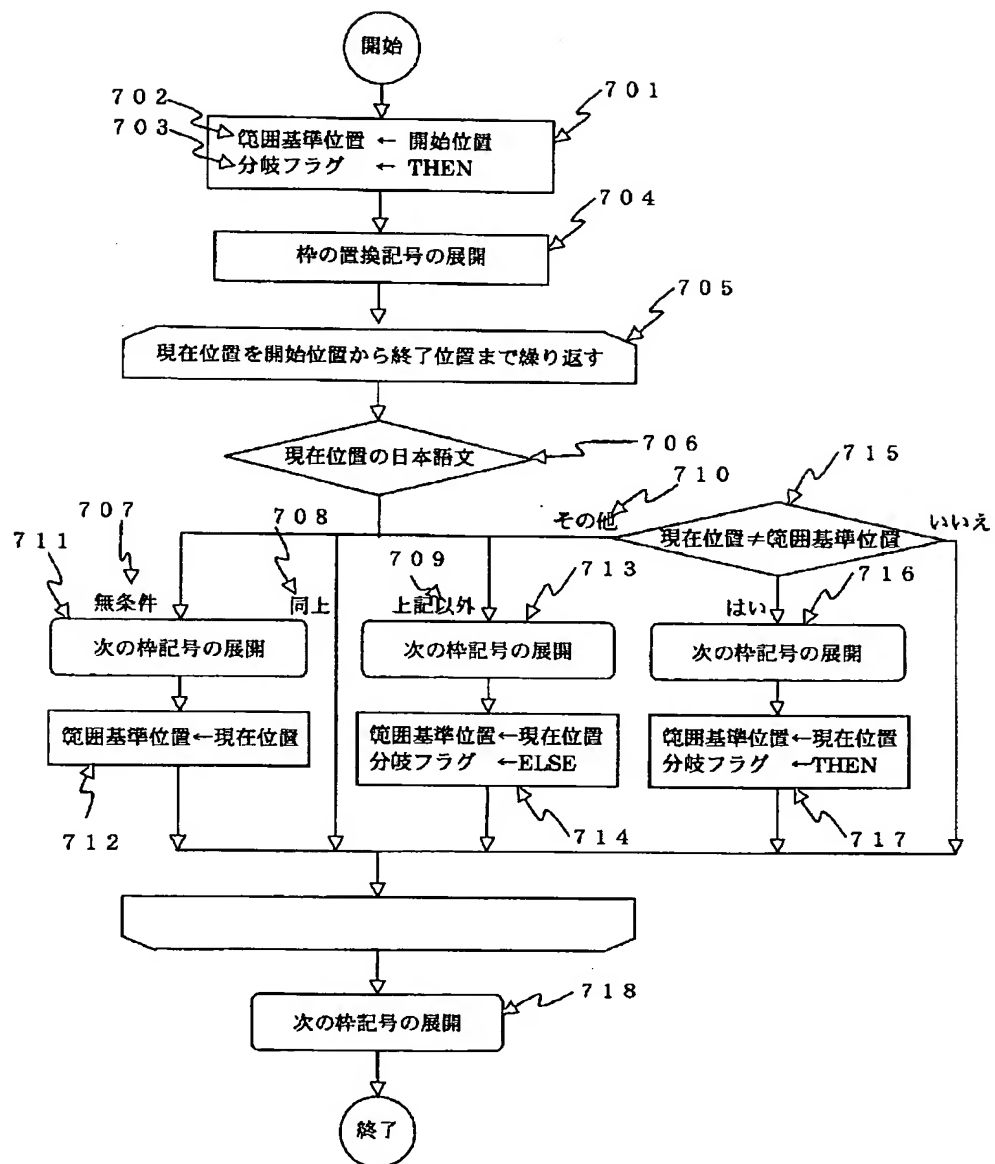 開始
702
703
701
範囲基準位置 ← 開始位置
分岐フラグ ← THEN
704
枠の置換記号の展開
705
現在位置を開始位置から終了位置まで繰り返す
706
現在位置の日本語文
710
715
その他
現在位置≠範囲基準位置
いいえ
707
708
709
711
713
716
無条件
同上
上記以外
はい
次の枠記号の展開
次の枠記号の展開
次の枠記号の展開
範囲基準位置←現在位置
範囲基準位置←現在位置
分岐フラグ ←ELSE
範囲基準位置←現在位置
分岐フラグ ←THEN
712
714
717
718
次の枠記号の展開
終了